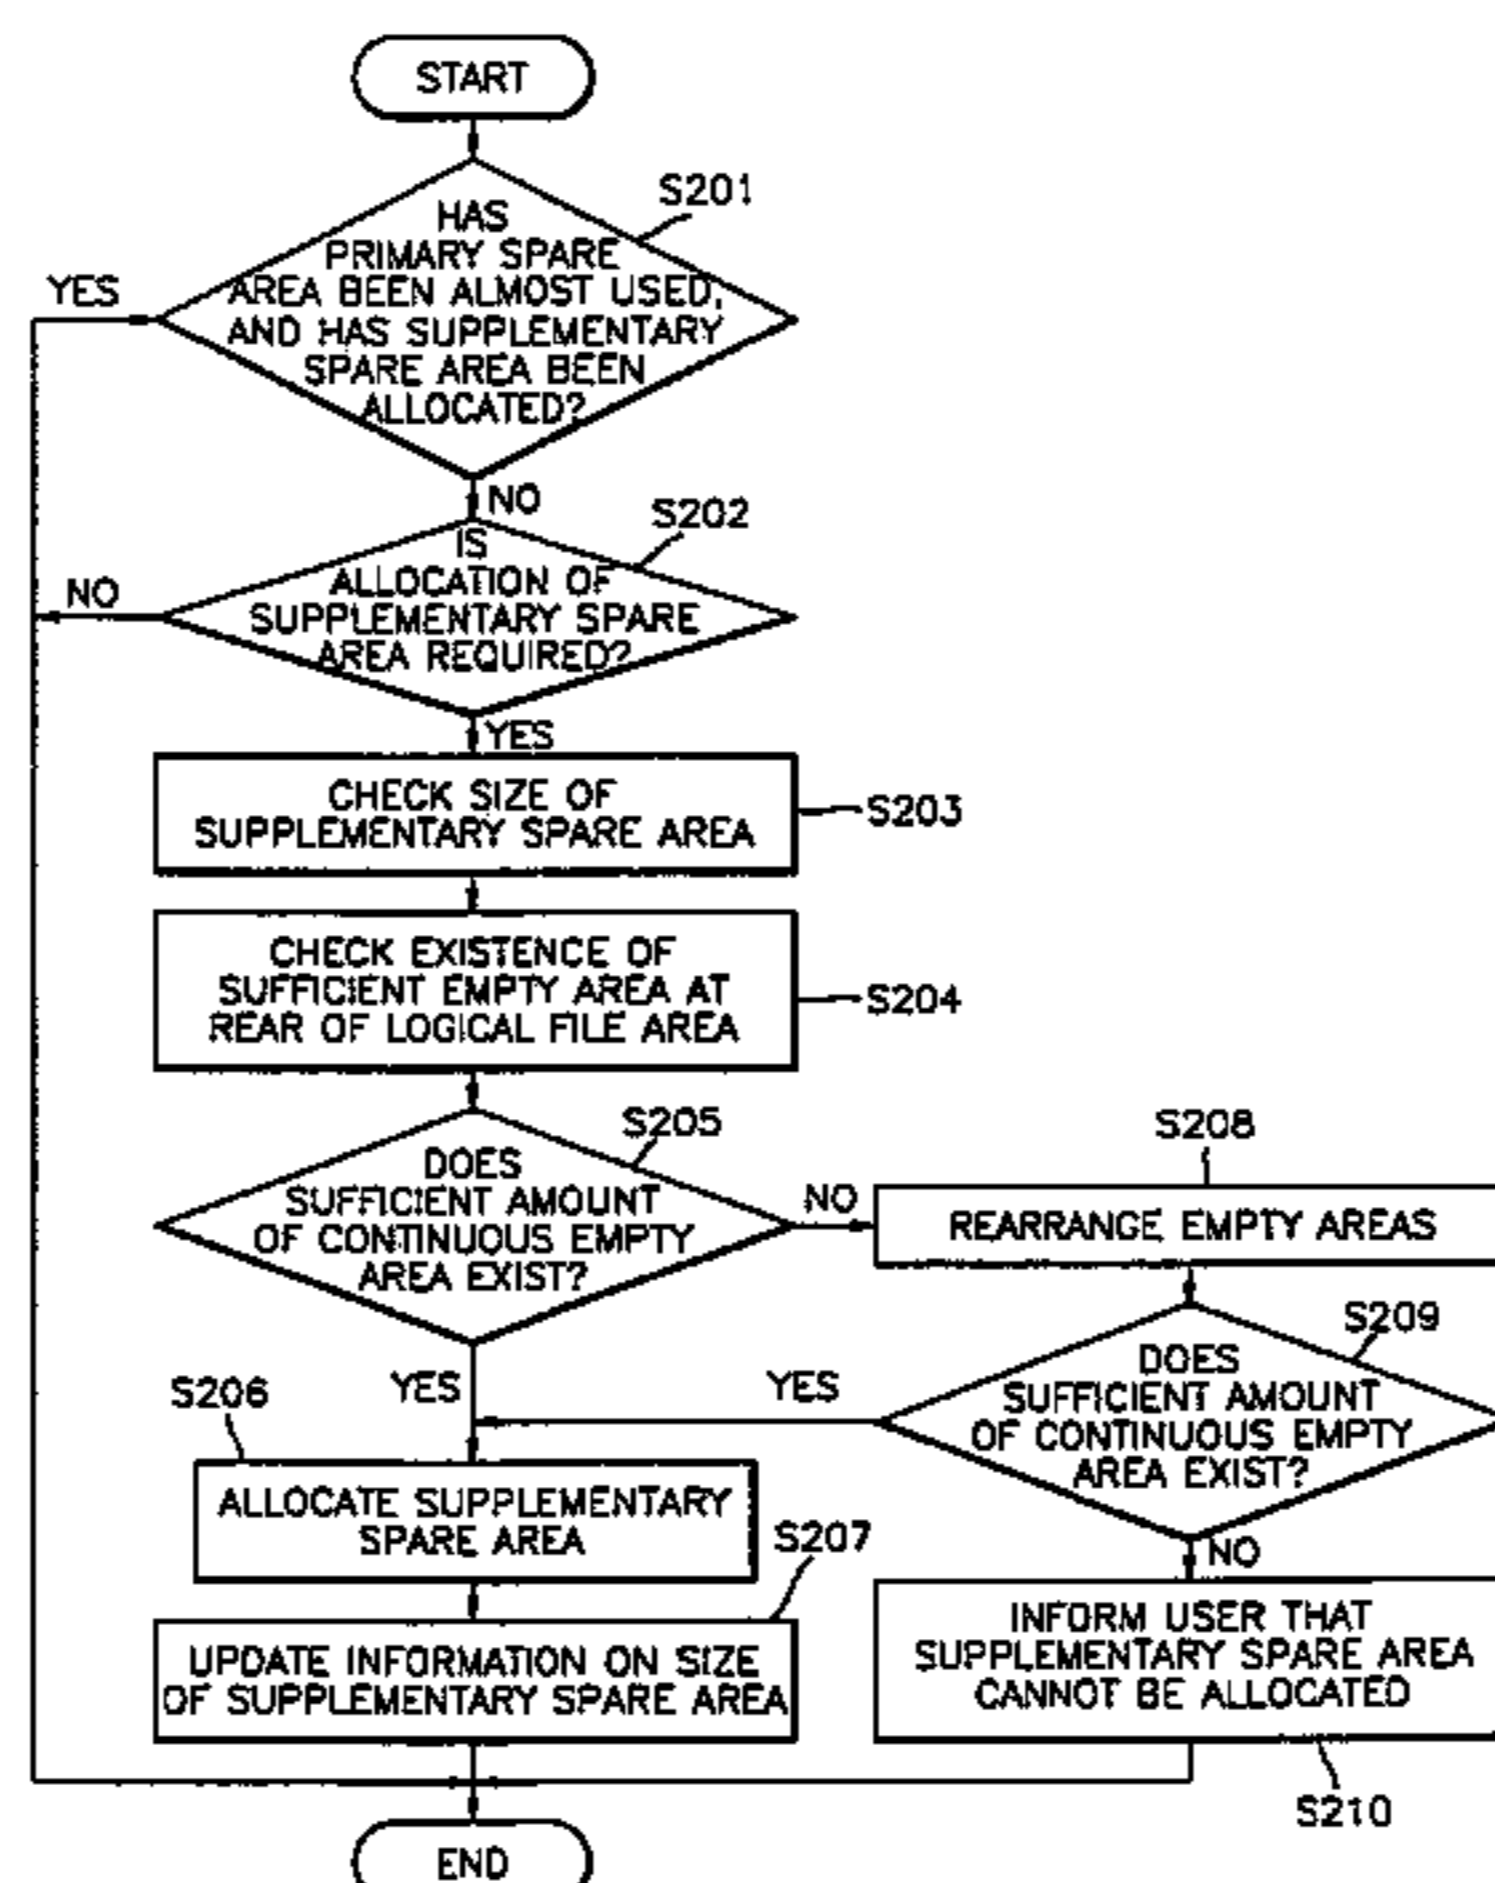 START
S201
HAS
PRIMARY SPARE
AREA BEEN ALMOST USED,
AND HAS SUPPLEMENTARY
SPARE AREA BEEN
ALLOCATED?
YES
NO
S202
IS
ALLOCATION OF
SUPPLEMENTARY SPARE
AREA REQUIRED?
NO
YES
CHECK SIZE OF
SUPPLEMENTARY SPARE AREA
S203
CHECK EXISTENCE OF
SUFFICIENT EMPTY AREA AT
REAR OF LOGICAL FILE AREA
S204
S205
DOES
SUFFICIENT AMOUNT
OF CONTINUOUS EMPTY
AREA EXIST?
NO
S208
REARRANGE EMPTY AREAS
S209
DOES
SUFFICIENT AMOUNT
OF CONTINUOUS EMPTY
AREA EXIST?
YES
YES
S206
ALLOCATE SUPPLEMENTARY
SPARE AREA
S207
UPDATE INFORMATION ON SIZE
OF SUPPLEMENTARY SPARE AREA
NO
INFORM USER THAT
SUPPLEMENTARY SPARE AREA
CANNOT BE ALLOCATED
S210
END